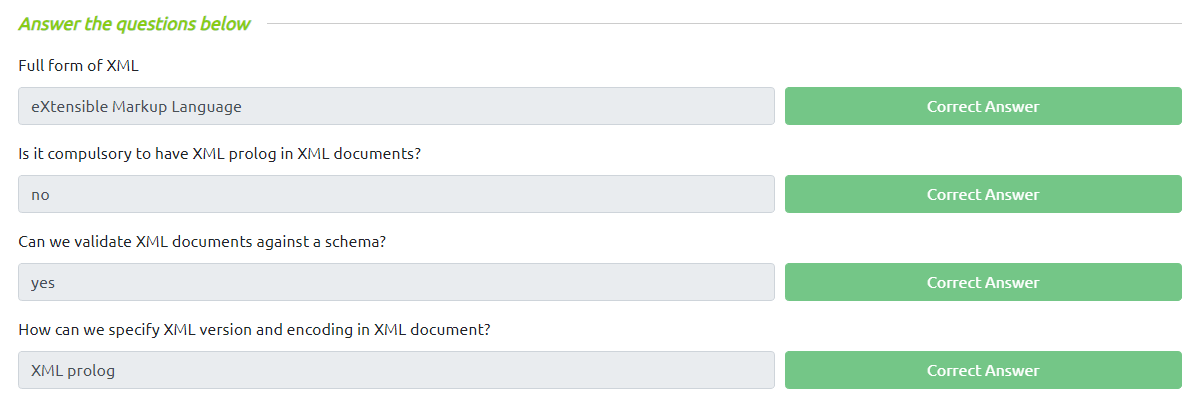 Answer the questions below
Full form of XML
eXtensible Markup Language
Correct Answer
Is it compulsory to have XML prolog in XML documents?
no
Correct Answer
Can we validate XML documents against a schema?
yes
Correct Answer
How can we specify XML version and encoding in XML document?
XML prolog
Correct Answer